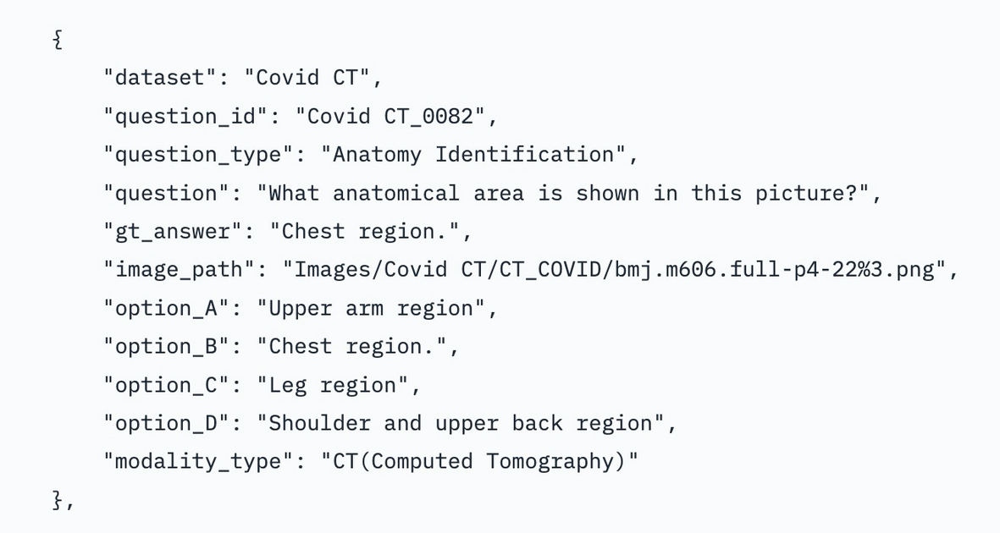 {
"dataset": "Covid CT",
"question_id": "Covid CT_0082",
"question_type": "Anatomy Identification",
"question": "What anatomical area is shown in this picture?",
"gt_answer": "Chest region.",
"image_path": "Images/Covid CT/CT_COVID/bmj.m606.full-p4-22%3.png",
"option_A": "Upper arm region",
"option_B": "Chest region.",
"option_C": "Leg region",
"option_D": "Shoulder and upper back region",
"modality_type": "CT(Computed Tomography)"
},